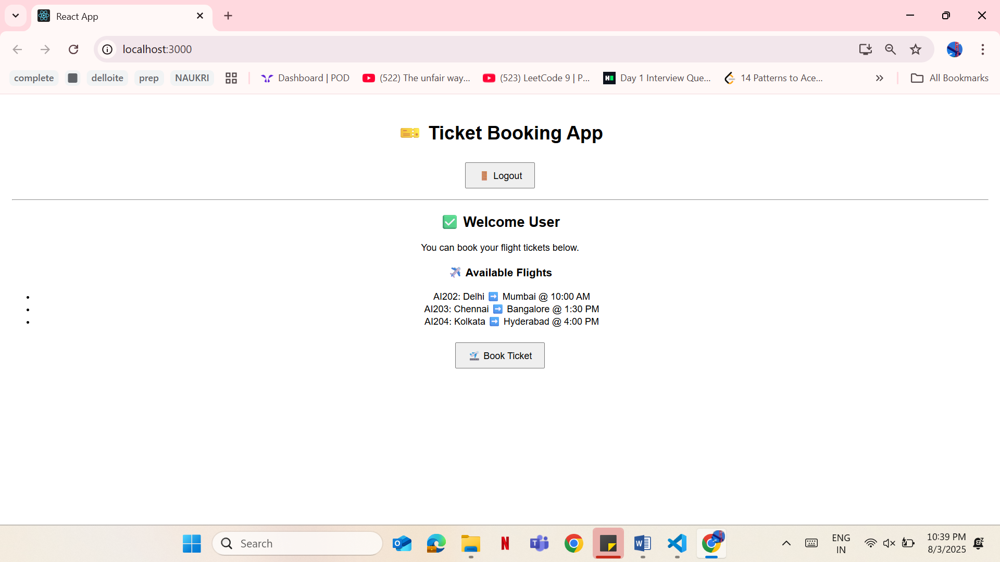 React App
localhost:3000
complete delloite prep NAUKRI Dashboard | POD (522) The unfair way... (523) LeetCode 9 | P... Day 1 Interview Que... 14 Patterns to Ace... » All Bookmarks
🎫 Ticket Booking App
🚪 Logout
✅ Welcome User
You can book your flight tickets below.
✈️ Available Flights
• AI202: Delhi ➡️ Mumbai @ 10:00 AM
• AI203: Chennai ➡️ Bangalore @ 1:30 PM
• AI204: Kolkata ➡️ Hyderabad @ 4:00 PM
🛫 Book Ticket
Search
ENG
IN
10:39 PM
8/3/2025